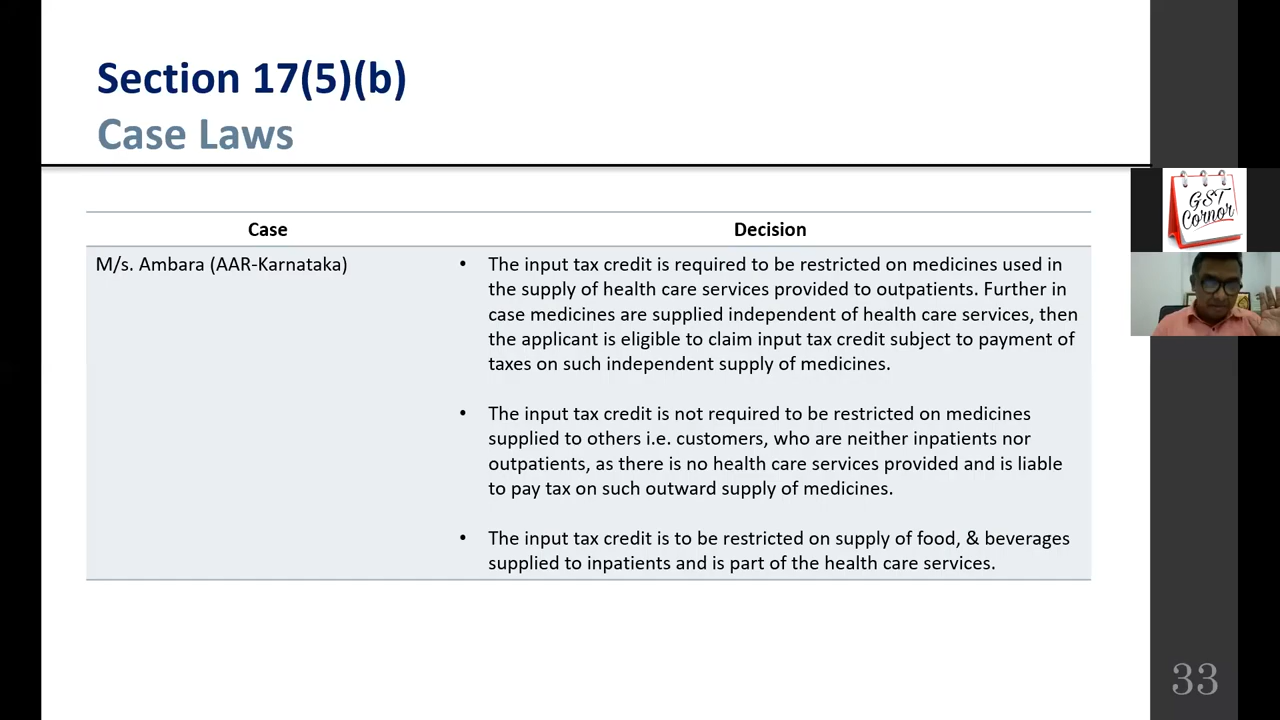 Section 17(5)(b)
Case Laws
GST
Cornor
Case Decision
M/s. Ambara (AAR-Karnataka)
• The input tax credit is required to be restricted on medicines used in
the supply of health care services provided to outpatients. Further in
case medicines are supplied independent of health care services, then
the applicant is eligible to claim input tax credit subject to payment of
taxes on such independent supply of medicines.
• The input tax credit is not required to be restricted on medicines
supplied to others i.e. customers, who are neither inpatients nor
outpatients, as there is no health care services provided and is liable
to pay tax on such outward supply of medicines.
• The input tax credit is to be restricted on supply of food, & beverages
supplied to inpatients and is part of the health care services.
33